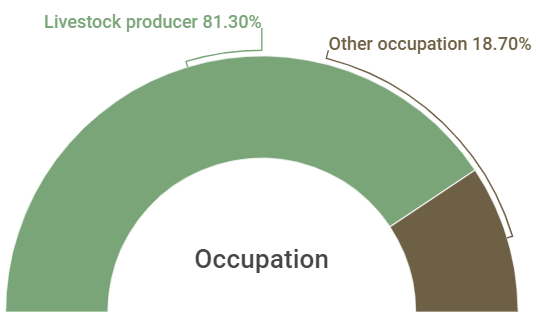 Livestock producer 81.30%
Other occupation 18.70%
Occupation